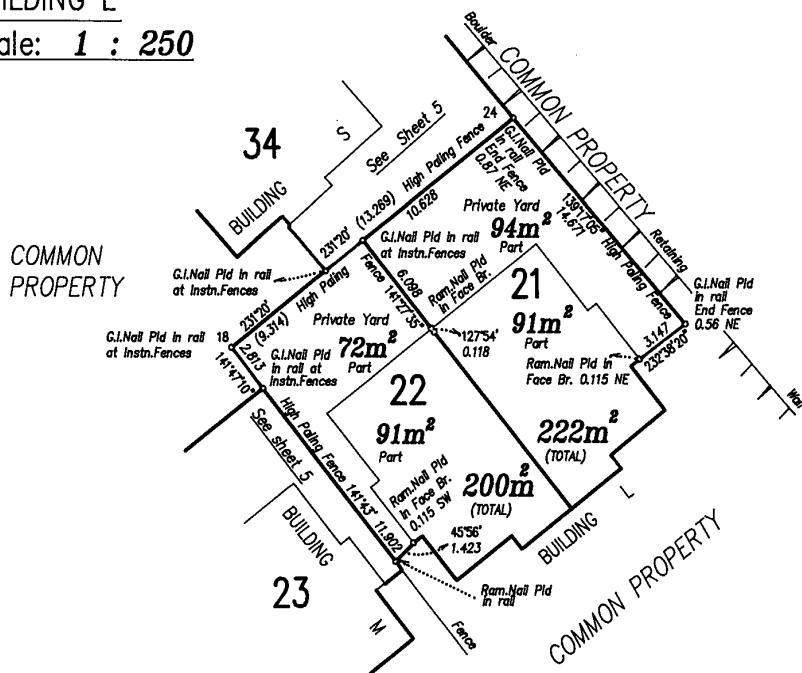 ILDING L
ale: 1 : 250
Boulder
COMMON PROPERTY
24
See Sheet 5
S
34
BUILDING
G.I.Nail Pld
in rail
End Fence
0.87 NE
231°20' (13.269) High Paling Fence
10.628
139°17'05"
14.671
High Paling Fence
Retaining
Private Yard
94m²
Part
COMMON
PROPERTY
G.I.Nail Pld in rail
at Instn.Fences
G.I.Nail Pld in rail
at Instn.Fences
Fence 141°27'35"
6.098
Ram.Nail Pld
in Face Br.
21
91m²
Part
G.I.Nail Pld
in rail
End Fence
0.56 NE
231°20'
(9.314) High Paling
Private Yard
72m²
Part
G.I.Nail Pld in rail
at Instn.Fences
18
2.813
141°47'10"
G.I.Nail Pld
in rail at
Instn.Fences
127°54'
0.118
3.147
232°38'20"
Ram.Nail Pld in
Face Br. 0.115 NE
22
91m²
Part
222m²
(TOTAL)
200m²
(TOTAL)
See sheet 5
High Paling Fence 141°43' 11.902
Ram.Nail Pld
in Face Br.
0.115 SW
45°56'
1.423
BUILDING L
BUILDING
M
23
Ram.Nail Pld
in rail
Fence
COMMON PROPERTY